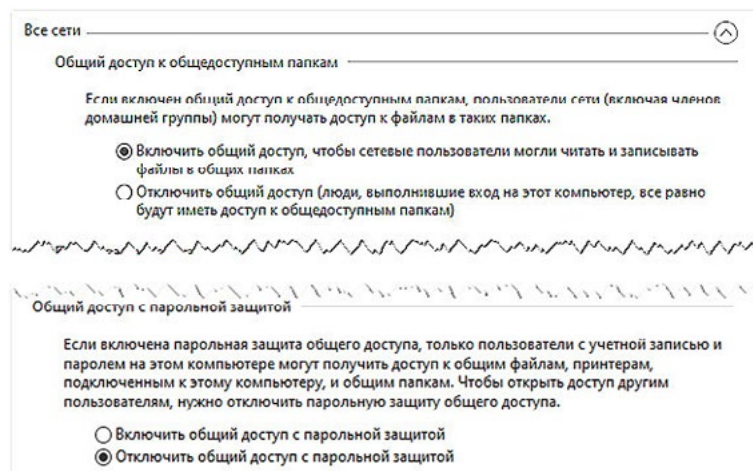 Все сети
Общий доступ к общедоступным папкам
Если включен общий доступ к общедоступным папкам, пользователи сети (включая членов
домашней группы) могут получать доступ к файлам в таких папках.
Включить общий доступ, чтобы сетевые пользователи могли читать и записывать
файлы в общих папках
Отключить общий доступ (люди, выполнившие вход на этот компьютер, все равно
будут иметь доступ к общедоступным папкам)
Общий доступ с парольной защитой
Если включена парольная защита общего доступа, только пользователи с учетной записью и
паролем на этом компьютере могут получить доступ к общим файлам, принтерам,
подключенным к этому компьютеру, и общим папкам. Чтобы открыть доступ другим
пользователям, нужно отключить парольную защиту общего доступа.
Включить общий доступ с парольной защитой
Отключить общий доступ с парольной защитой